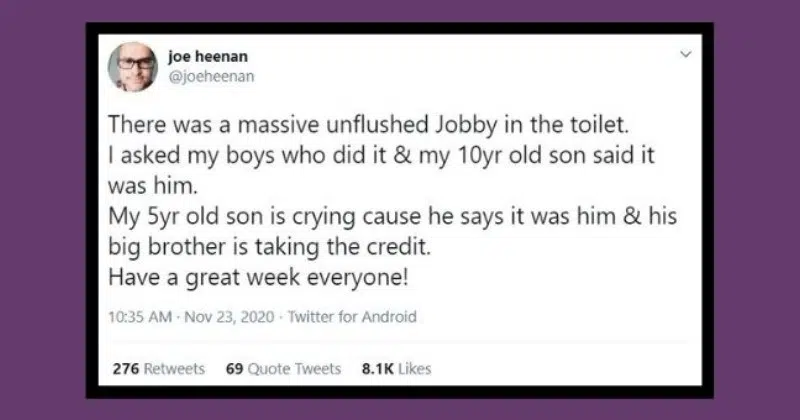 joe heenan
@joeheenan
There was a massive unflushed Jobby in the toilet.
I asked my boys who did it & my 10yr old son said it
was him.
My 5yr old son is crying cause he says it was him & his
big brother is taking the credit.
Have a great week everyone!
10:35 AM · Nov 23, 2020 · Twitter for Android
276 Retweets 69 Quote Tweets 8.1K Likes